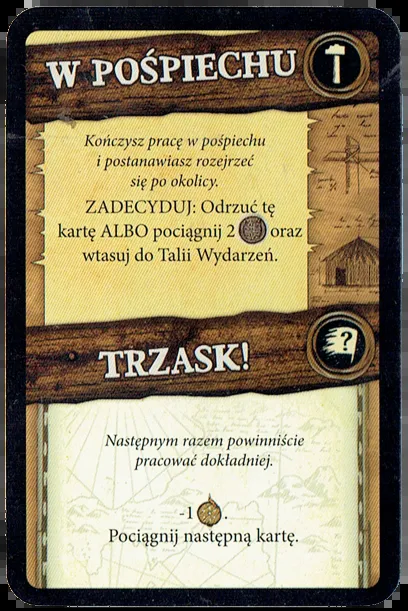 W POŚPIECHU
Kończysz pracę w pośpiechu
i postanawiasz rozejrzeć
się po okolicy.
ZADECYDUJ: Odrzuć tę
kartę ALBO pociągnij 2 oraz
wtasuj do Talii Wydarzeń.
?
TRZASK!
Następnym razem powinniście
pracować dokładniej.
-1 .
Pociągnij następną kartę.